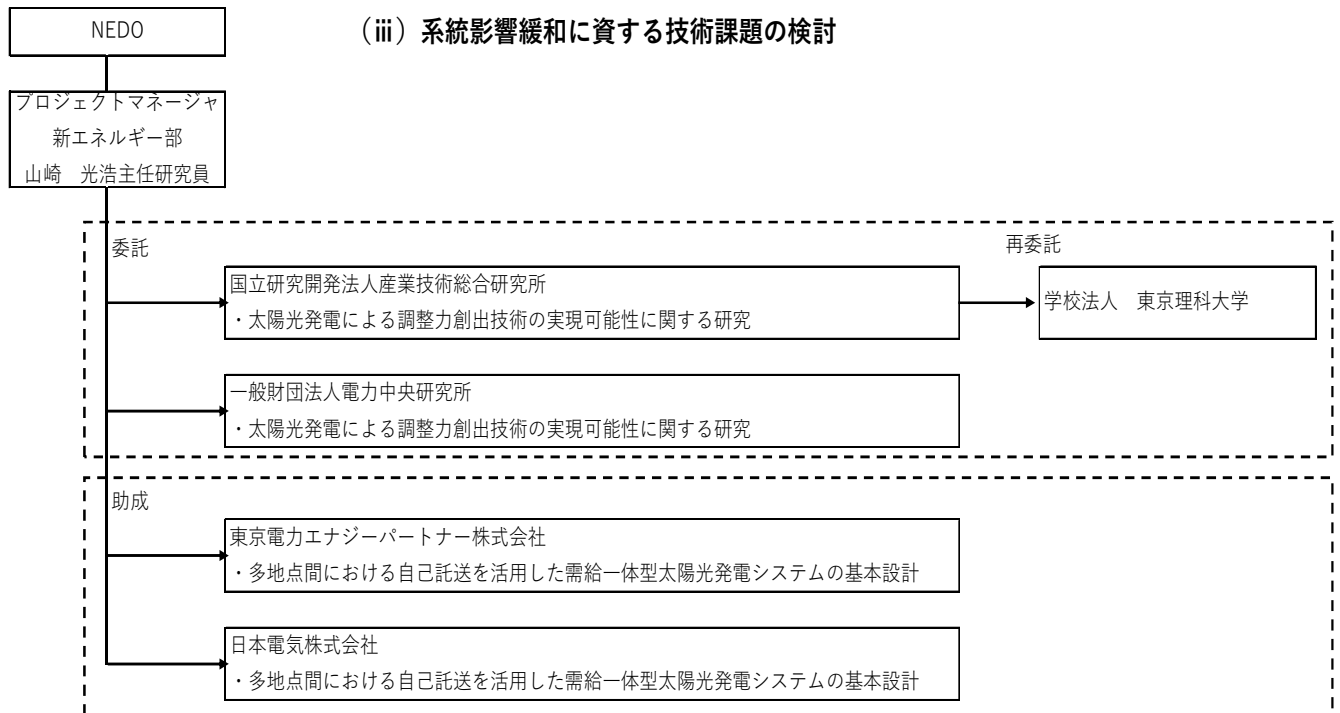 NEDO
（ⅲ）系統影響緩和に資する技術課題の検討
プロジェクトマネージャ
新エネルギー部
山崎　光浩主任研究員
委託
再委託
国立研究開発法人産業技術総合研究所
・太陽光発電による調整力創出技術の実現可能性に関する研究
学校法人　東京理科大学
一般財団法人電力中央研究所
・太陽光発電による調整力創出技術の実現可能性に関する研究
助成
東京電力エナジーパートナー株式会社
・多地点間における自己託送を活用した需給一体型太陽光発電システムの基本設計
日本電気株式会社
・多地点間における自己託送を活用した需給一体型太陽光発電システムの基本設計